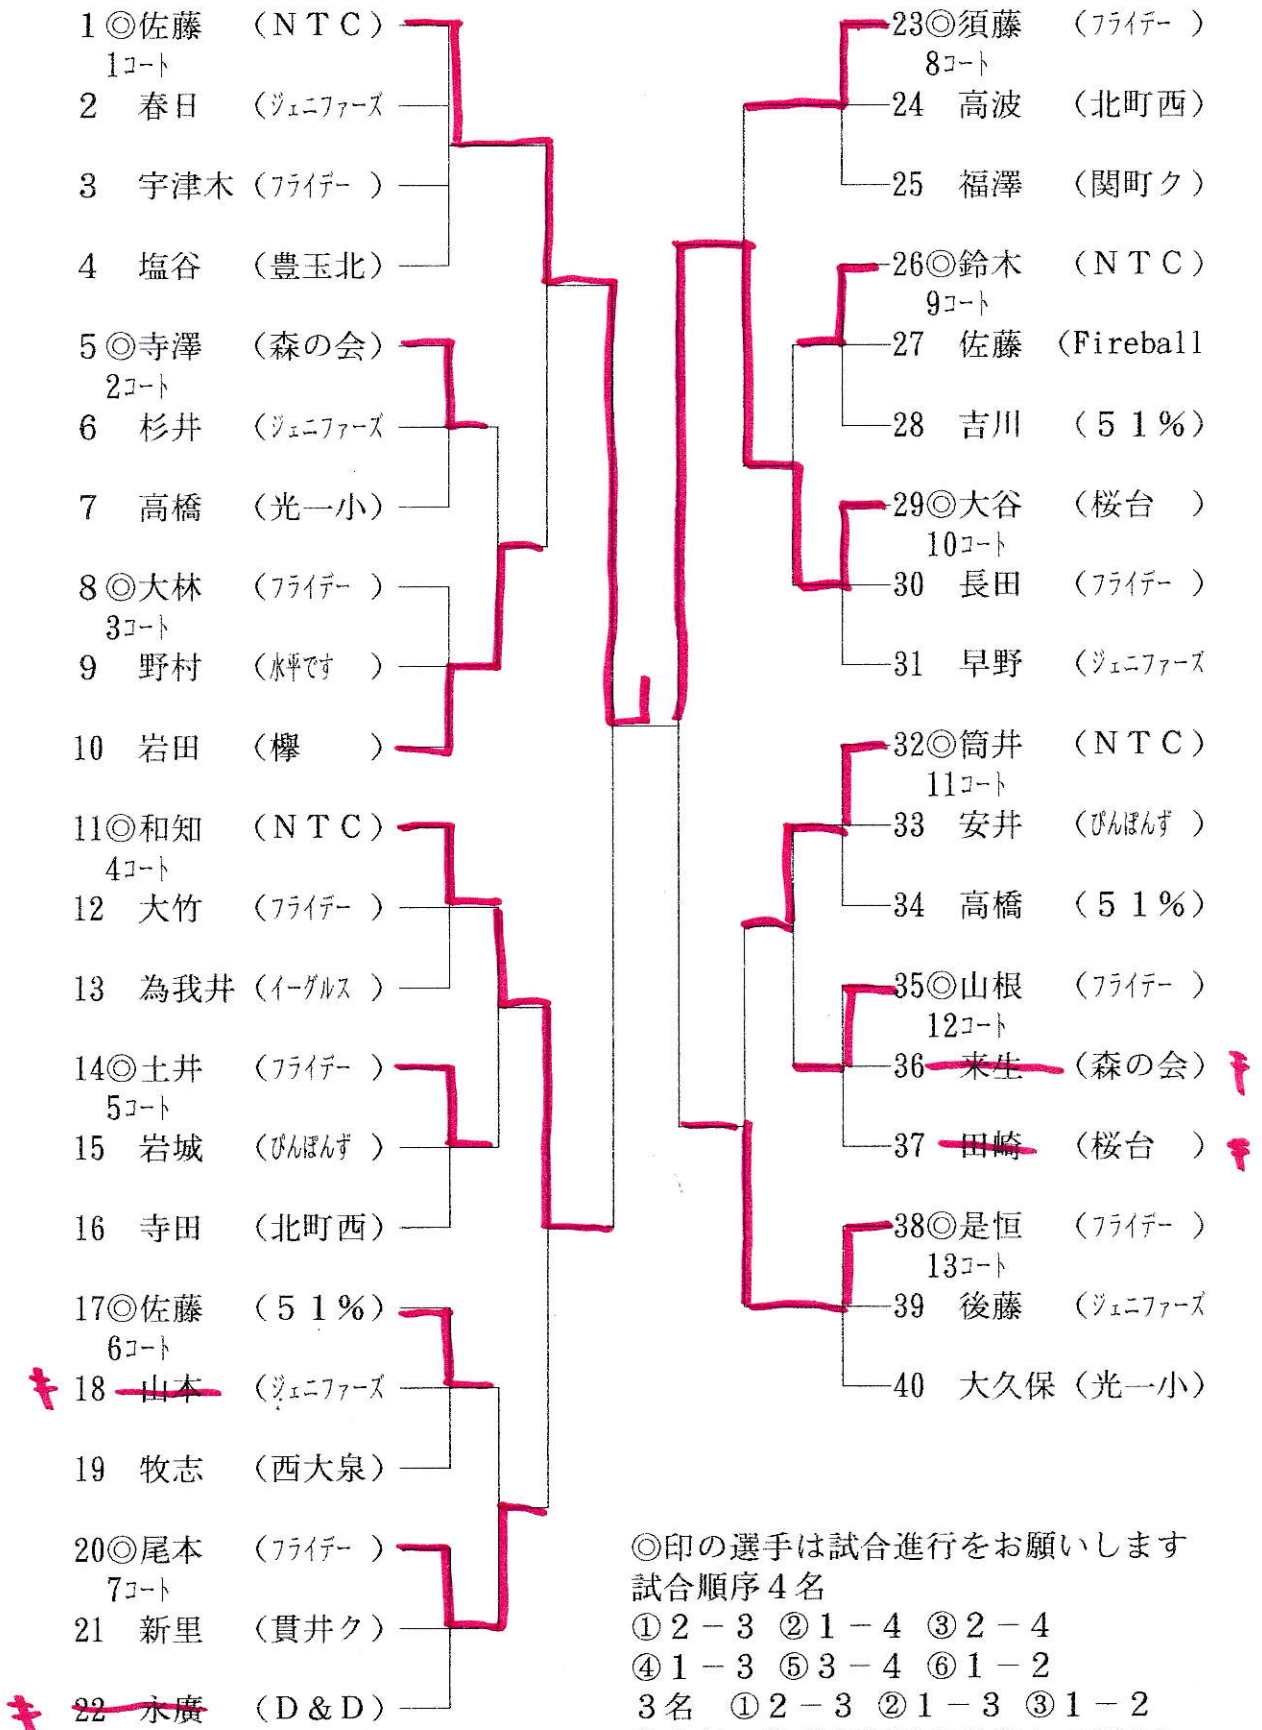 1◎佐藤 (NTC)
1コート
2 春日 (ジェニファーズ
3 宇津木 (フライデー )
4 塩谷 (豊玉北)
5◎寺澤 (森の会)
2コート
6 杉井 (ジェニファーズ
7 高橋 (光一小)
8◎大林 (フライデー )
3コート
9 野村 (水平です )
10 岩田 (欅 )
11◎和知 (NTC)
4コート
12 大竹 (フライデー )
13 為我井 (イーグルス )
14◎土井 (フライデー )
5コート
15 岩城 (ぴんぽんず )
16 寺田 (北町西)
17◎佐藤 (51%)
6コート
キ 18 山本 (ジェニファーズ
19 牧志 (西大泉)
20◎尾本 (フライデー )
7コート
21 新里 (貫井ク)
キ 22 永廣 (D&D)
23◎須藤 (フライデー )
8コート
24 高波 (北町西)
25 福澤 (関町ク)
26◎鈴木 (NTC)
9コート
27 佐藤 (Fireball
28 吉川 (51%)
29◎大谷 (桜台 )
10コート
30 長田 (フライデー )
31 早野 (ジェニファーズ
32◎筒井 (NTC)
11コート
33 安井 (ぴんぽんず )
34 高橋 (51%)
35◎山根 (フライデー )
12コート
36 来生 (森の会) キ
37 田崎 (桜台 ) キ
38◎是恒 (フライデー )
13コート
39 後藤 (ジェニファーズ
40 大久保 (光一小)
◎印の選手は試合進行をお願いします
試合順序4名
①2-3 ②1-4 ③2-4
④1-3 ⑤3-4 ⑥1-2
3名 ①2-3 ②1-3 ③1-2